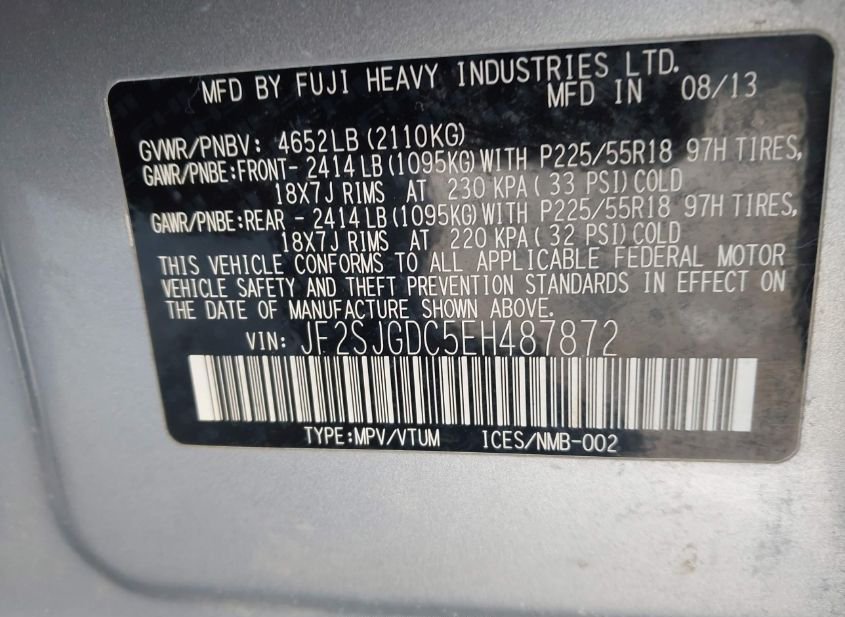 MFD BY FUJI HEAVY INDUSTRIES LTD.
MFD IN 08/13
GVWR/PNBV: 4652LB (2110KG)
GAWR/PNBE:FRONT- 2414 LB (1095KG) WITH P225/55R18 97H TIRES,
18X7J RIMS AT 230 KPA ( 33 PSI) COLD
GAWR/PNBE:REAR - 2414 LB (1095KG) WITH P225/55R18 97H TIRES,
18X7J RIMS AT 220 KPA ( 32 PSI) COLD
THIS VEHICLE CONFORMS TO ALL APPLICABLE FEDERAL MOTOR
VEHICLE SAFETY AND THEFT PREVENTION STANDARDS IN EFFECT ON
THE DATE OF MANUFACTURE SHOWN ABOVE.
VIN: JF2SJGDC5EH487872
TYPE:MPV/VTUM ICES/NMB-002